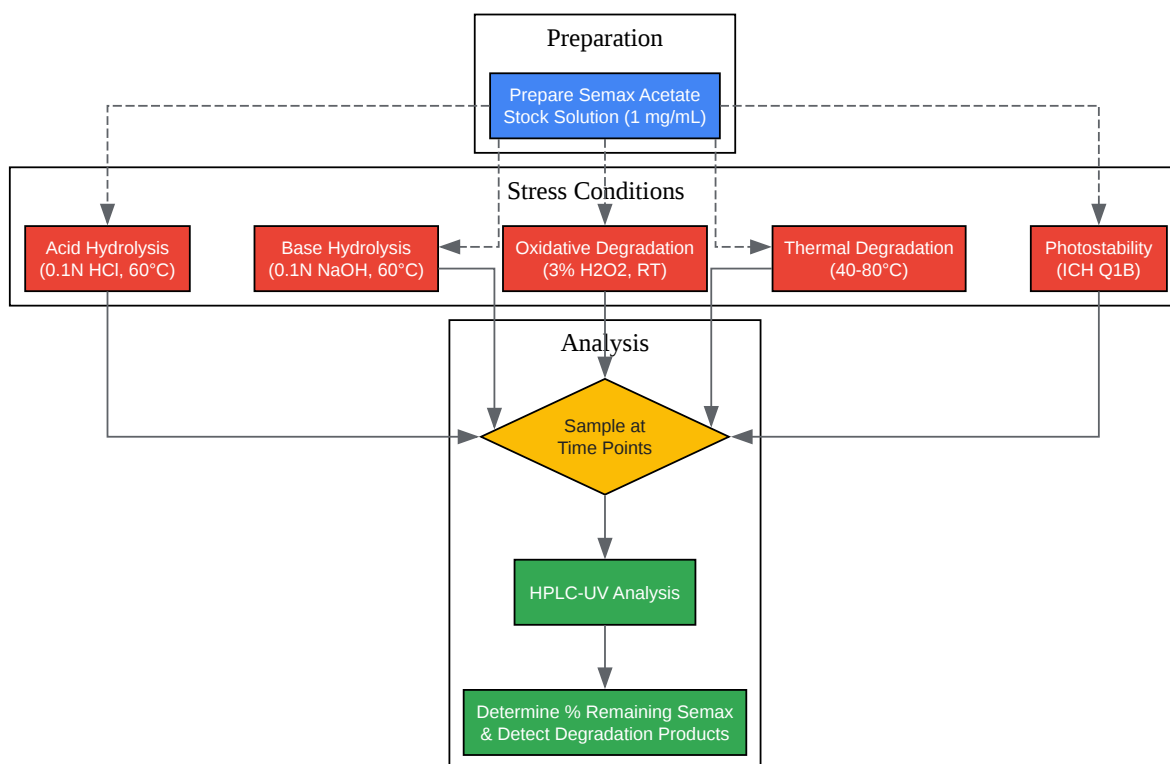 Preparation
Prepare Semax Acetate
Stock Solution (1 mg/mL)
Stress Conditions
Acid Hydrolysis
(0.1N HCl, 60°C)
Base Hydrolysis
(0.1N NaOH, 60°C)
Oxidative Degradation
(3% H2O2, RT)
Thermal Degradation
(40-80°C)
Photostability
(ICH Q1B)
Analysis
Sample at
Time Points
HPLC-UV Analysis
Determine % Remaining Semax
& Detect Degradation Products